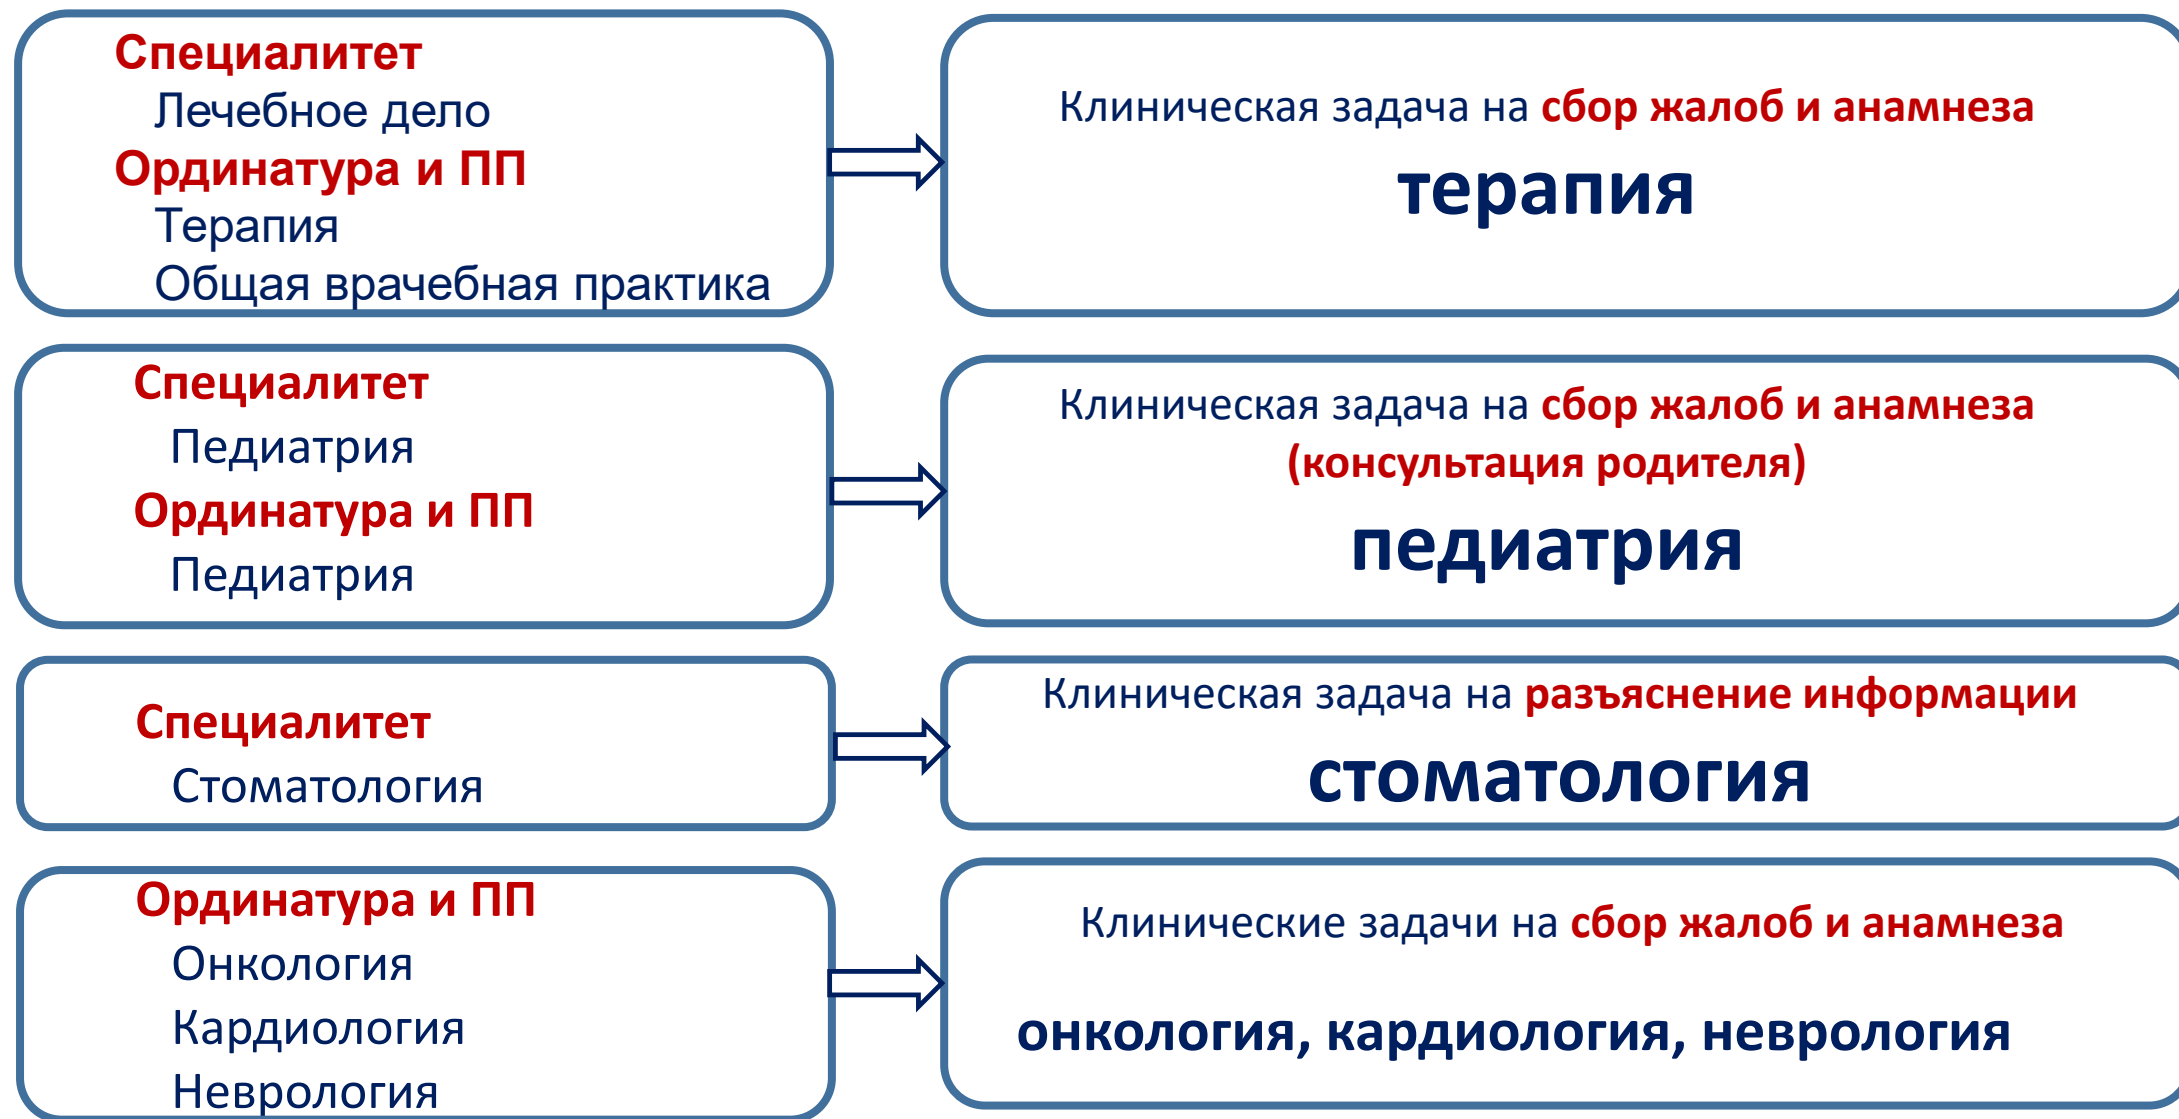 Специалитет
Лечебное дело
Ординатура и ПП
Терапия
Общая врачебная практика
Клиническая задача на сбор жалоб и анамнеза
терапия
Специалитет
Педиатрия
Ординатура и ПП
Педиатрия
Клиническая задача на сбор жалоб и анамнеза
(консультация родителя)
педиатрия
Специалитет
Стоматология
Клиническая задача на разъяснение информации
стоматология
Ординатура и ПП
Онкология
Кардиология
Неврология
Клинические задачи на сбор жалоб и анамнеза
онкология, кардиология, неврология